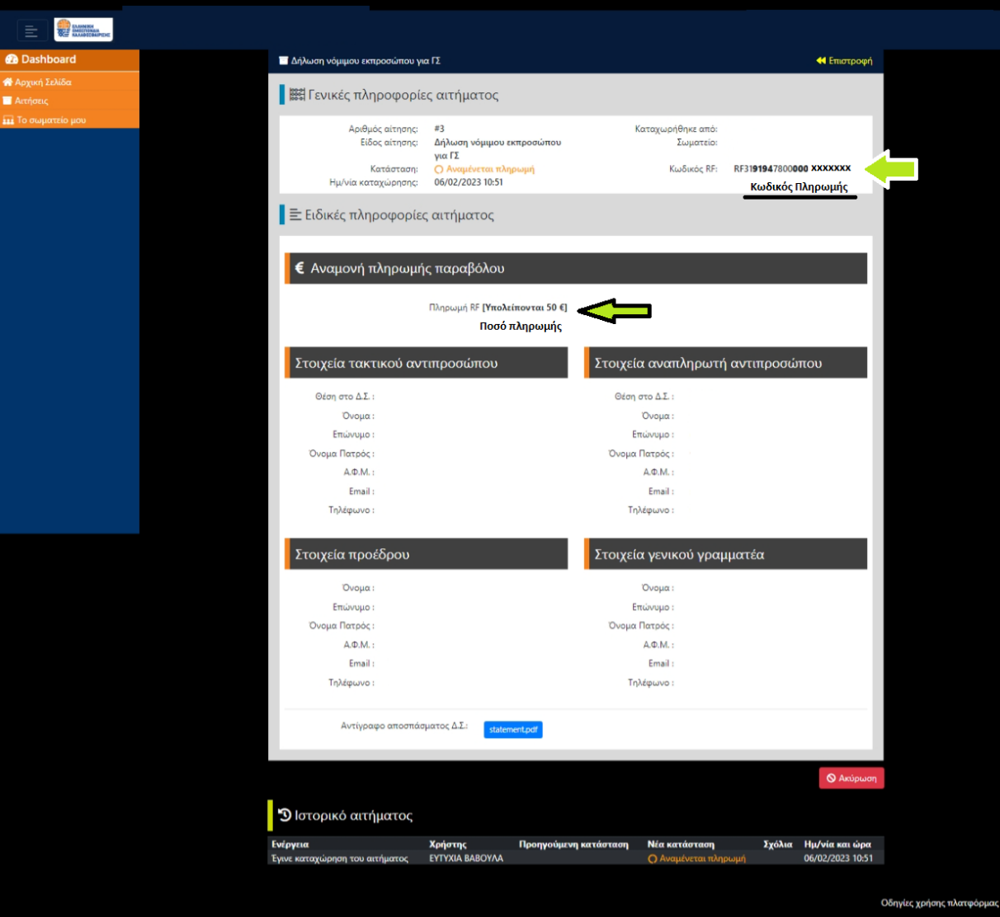 ΕΛΛΗΝΙΚΗ
ΟΜΟΣΠΟΝΔΙΑ
ΚΑΛΑΘΟΣΦΑΙΡΙΣΗΣ
Dashboard
Αρχική Σελίδα
Αιτήσεις
Το σωματείο μου
Δήλωση νόμιμου εκπροσώπου για ΓΣ
Επιστροφή
Γενικές πληροφορίες αιτήματος
Αριθμός αίτησης: #3
Είδος αίτησης: Δήλωση νόμιμου εκπροσώπου
για ΓΣ
Κατάσταση: Αναμένεται πληρωμή
Ημ/νία καταχώρησης: 06/02/2023 10:51
Καταχωρήθηκε από:
Σωματείο:
Κωδικός RF: RF31919478000​00 xxxxxxx
Κωδικός Πληρωμής
Ειδικές πληροφορίες αιτήματος
€ Αναμονή πληρωμής παραβόλου
Πληρωμή RF [Υπολείπονται 50 €]
Ποσό πληρωμής
Στοιχεία τακτικού αντιπροσώπου
Θέση στο Δ.Σ. :
Όνομα :
Επώνυμο :
Όνομα Πατρός :
Α.Φ.Μ. :
Email :
Τηλέφωνο :
Στοιχεία αναπληρωτή αντιπροσώπου
Θέση στο Δ.Σ. :
Όνομα :
Επώνυμο :
Όνομα Πατρός :
Α.Φ.Μ. :
Email :
Τηλέφωνο :
Στοιχεία προέδρου
Όνομα :
Επώνυμο :
Όνομα Πατρός :
Α.Φ.Μ. :
Email :
Τηλέφωνο :
Στοιχεία γενικού γραμματέα
Όνομα :
Επώνυμο :
Όνομα Πατρός :
Α.Φ.Μ. :
Email :
Τηλέφωνο :
Αντίγραφο αποσπάσματος Δ.Σ.: statement.pdf
Ακύρωση
Ιστορικό αιτήματος
Ενέργεια Χρήστης Προηγούμενη κατάσταση Νέα κατάσταση Σχόλια Ημ/νία και ώρα
Έγινε καταχώρηση του αιτήματος ΕΥΤΥΧΙΑ ΒΑΒΟΥΛΑ Αναμένεται πληρωμή 06/02/2023 10:51
Οδηγίες χρήσης πλατφόρμας